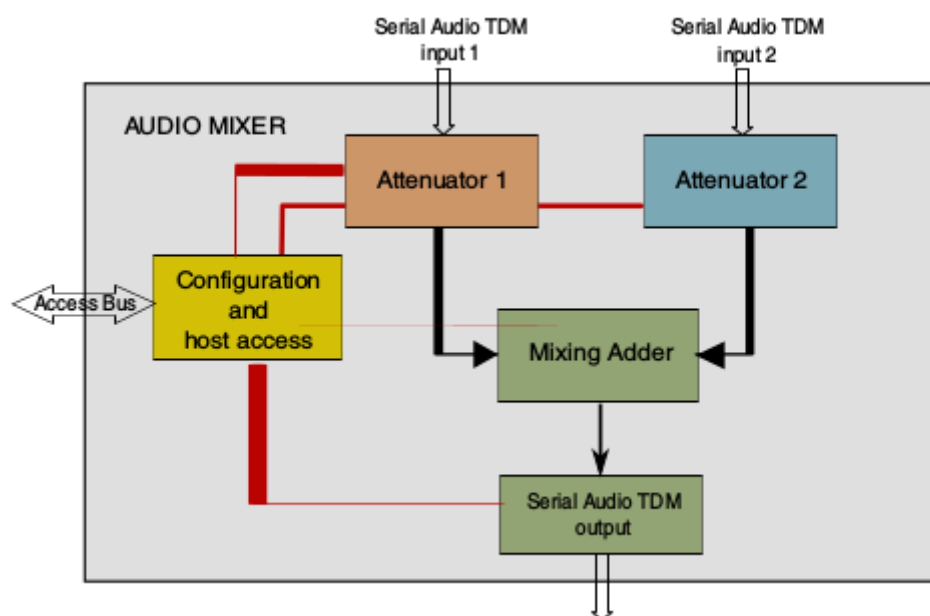 Serial Audio TDM
input 1
Serial Audio TDM
input 2
AUDIO MIXER
Attenuator 1
Attenuator 2
Configuration
and
host access
Access Bus
Mixing Adder
Serial Audio TDM
output